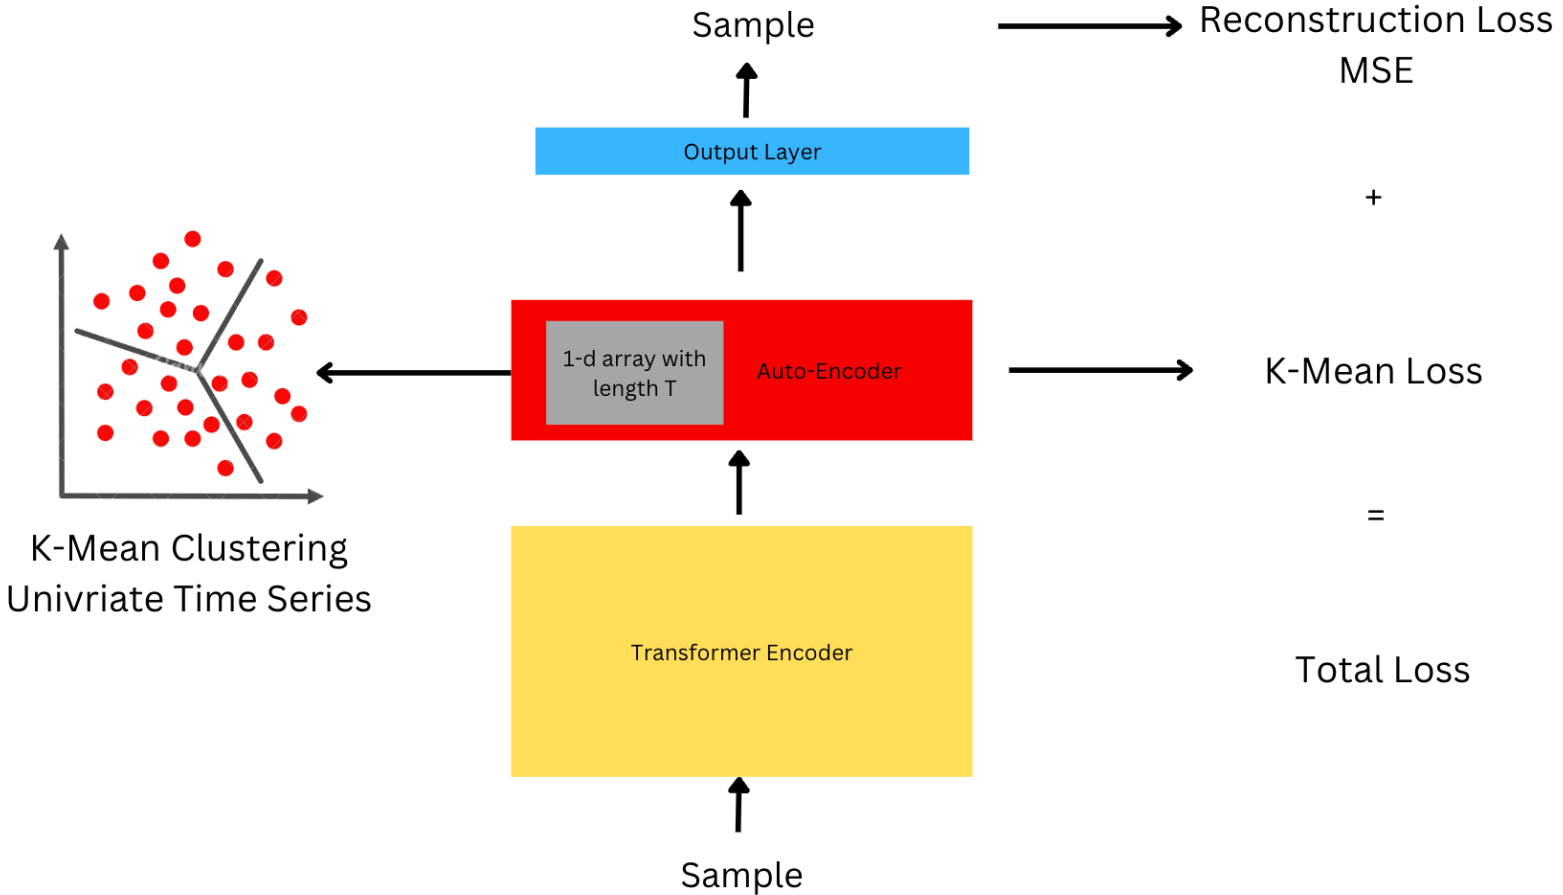 Sample
Reconstruction Loss
MSE
Output Layer
+
1-d array with
length T
Auto-Encoder
K-Mean Loss
=
K-Mean Clustering
Univriate Time Series
Transformer Encoder
Total Loss
Sample